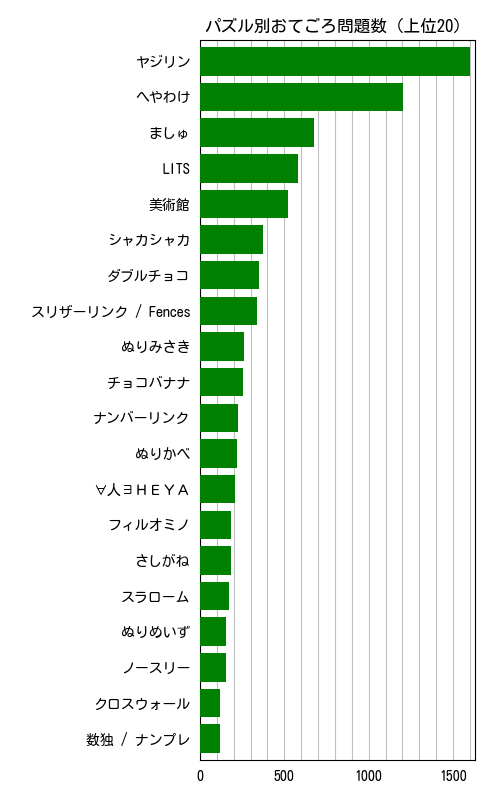 パズル別おてごろ問題数 (上位20)
ヤジリン
へやわけ
ましゅ
LITS
美術館
シャカシャカ
ダブルチョコ
スリザーリンク / Fences
ぬりみさき
チョコバナナ
ナンバーリンク
ぬりかべ
∀人∃ＨＥＹＡ
フィルオミノ
さしがね
スラローム
ぬりめいず
ノースリー
クロスウォール
数独 / ナンプレ
0 500 1000 1500